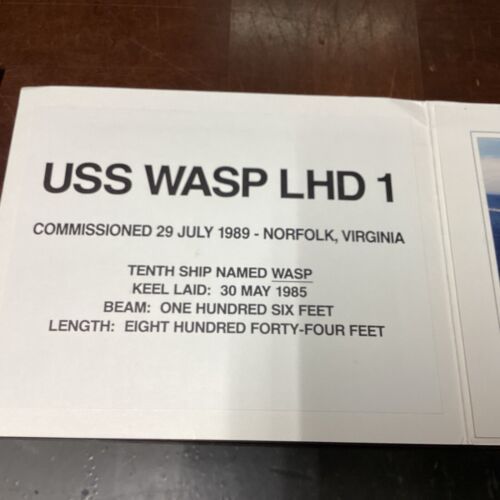 USS WASP LHD 1
COMMISSIONED 29 JULY 1989 - NORFOLK, VIRGINIA
TENTH SHIP NAMED WASP
KEEL LAID: 30 MAY 1985
BEAM: ONE HUNDRED SIX FEET
LENGTH: EIGHT HUNDRED FORTY-FOUR FEET